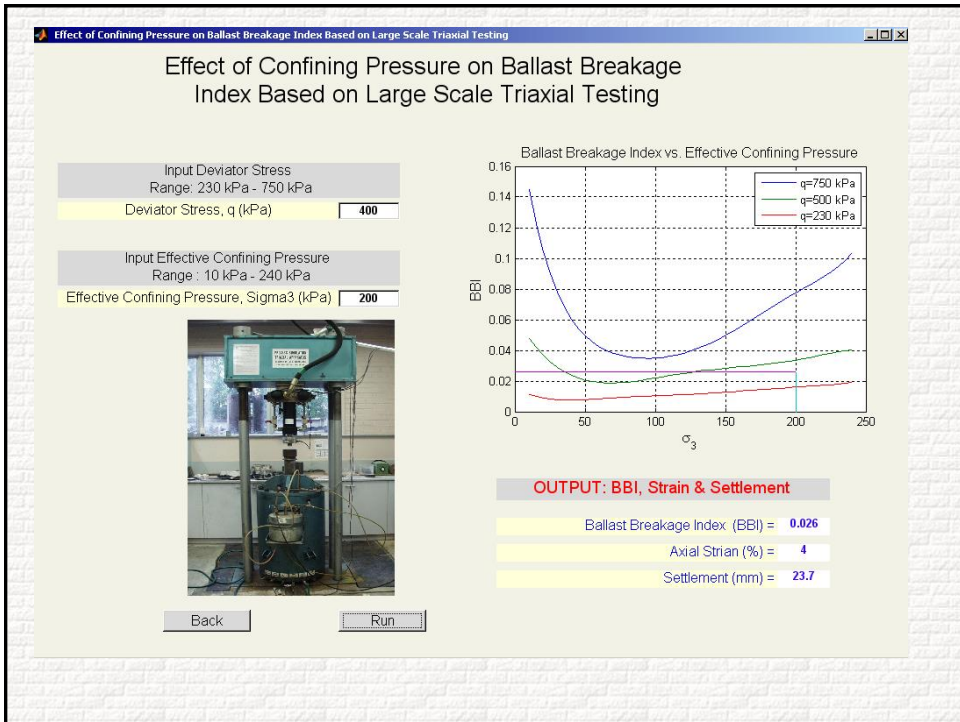 Effect of Confining Pressure on Ballast Breakage Index Based on Large Scale Triaxial Testing
Effect of Confining Pressure on Ballast Breakage
Index Based on Large Scale Triaxial Testing
Input Deviator Stress
Range: 230 kPa - 750 kPa
Deviator Stress, q (kPa) 400
Input Effective Confining Pressure
Range : 10 kPa - 240 kPa
Effective Confining Pressure, Sigma3 (kPa) 200
Back Run
Ballast Breakage Index vs. Effective Confining Pressure
0.16
0.14
0.12
0.1
0.08
0.06
0.04
0.02
0
BBI
q=750 kPa
q=500 kPa
q=230 kPa
0 50 100 150 200 250
σ3
OUTPUT: BBI, Strain & Settlement
Ballast Breakage Index (BBI) = 0.026
Axial Strian (%) = 4
Settlement (mm) = 23.7